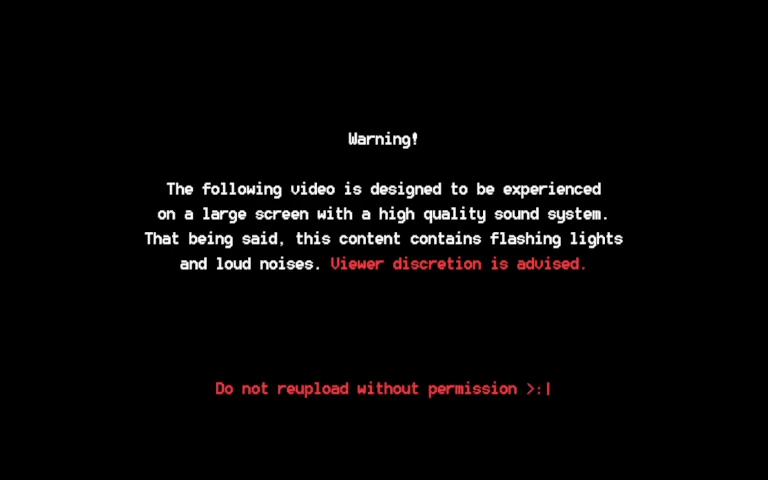 Warning!
The following video is designed to be experienced
on a large screen with a high quality sound system.
That being said, this content contains flashing lights
and loud noises. Viewer discretion is advised.
Do not reupload without permission >:|